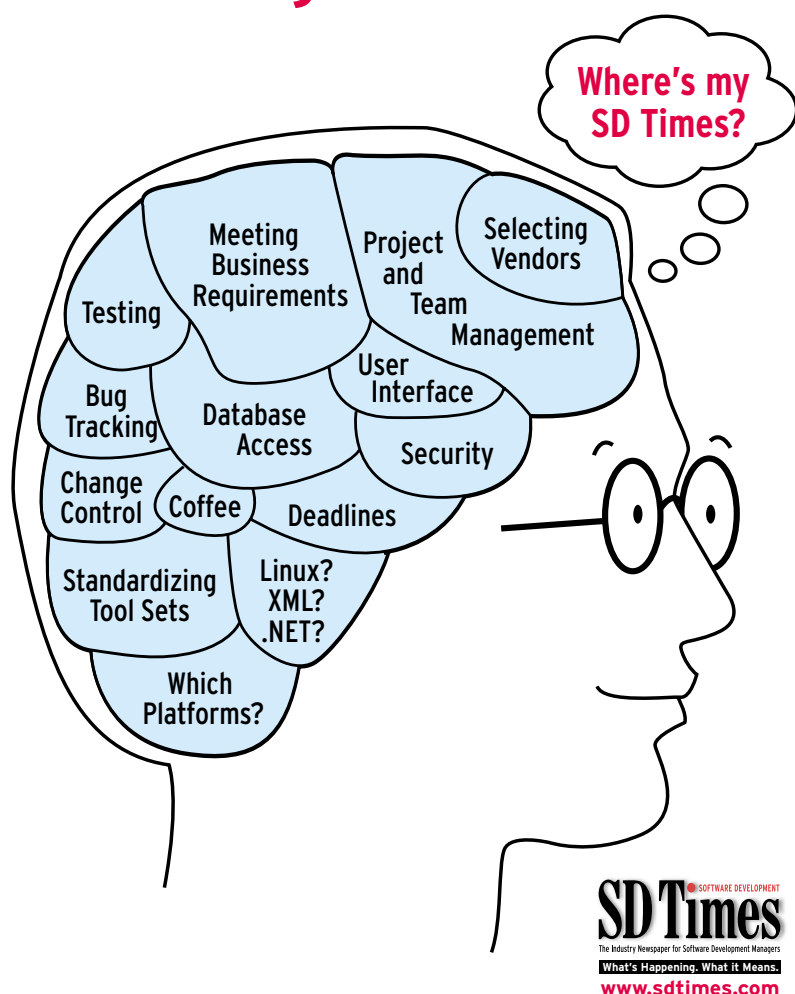 Where's my
SD Times?
Selecting
Vendors
Meeting
Business
Requirements
Project
and
Team
Management
Testing
User
Interface
Bug
Tracking
Database
Access
Security
Change
Control
Coffee
Deadlines
Standardizing
Tool Sets
Linux?
XML?
.NET?
Which
Platforms?
SOFTWARE DEVELOPMENT
SD Times
The Industry Newspaper for Software Development Managers
What's Happening. What it Means.
www.sdtimes.com